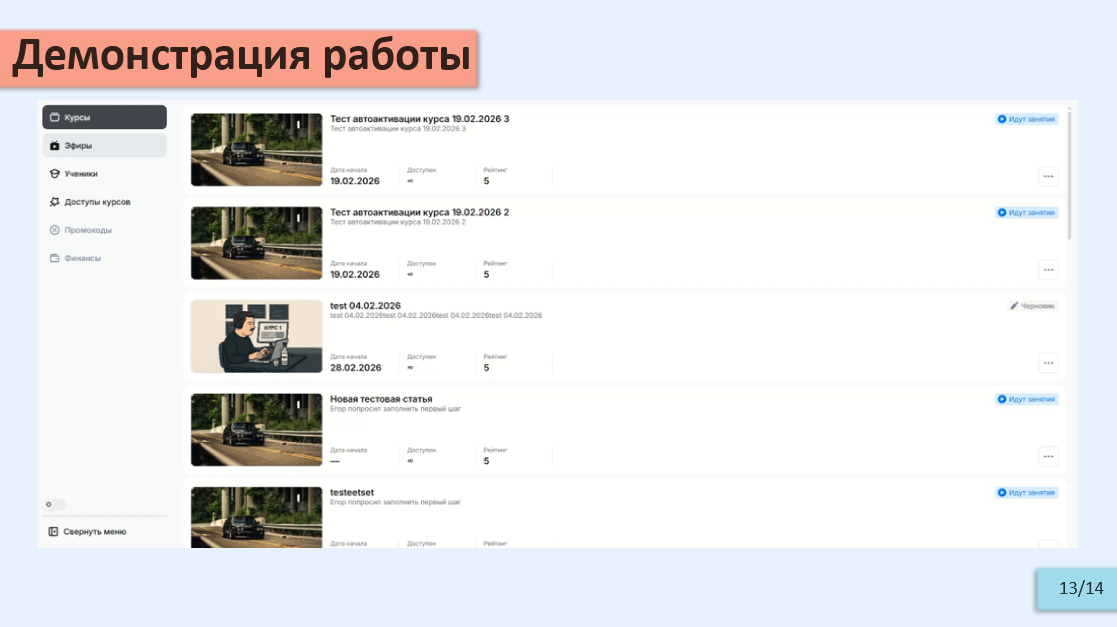 Демонстрация работы
Курсы
Эфиры
Ученики
Доступы курсов
Промокоды
Финансы
Свернуть меню
Тест автоактивации курса 19.02.2026 3
Тест автоактивации курса 19.02.2026 3
Идут занятия
Дата начала Доступен Рейтинг
19.02.2026 ∞ 5
Тест автоактивации курса 19.02.2026 2
Тест автоактивации курса 19.02.2026 2
Идут занятия
Дата начала Доступен Рейтинг
19.02.2026 ∞ 5
КУРС 1
test 04.02.2026
test 04.02.2026test 04.02.2026test 04.02.2026test 04.02.2026
Черновик
Дата начала Доступен Рейтинг
28.02.2026 ∞ 5
Новая тестовая статья
Егор попросил заполнить первый шаг
Идут занятия
Дата начала Доступен Рейтинг
— ∞ 5
testeetset
Егор попросил заполнить первый шаг
Идут занятия
Дата начала Доступен Рейтинг
13/14